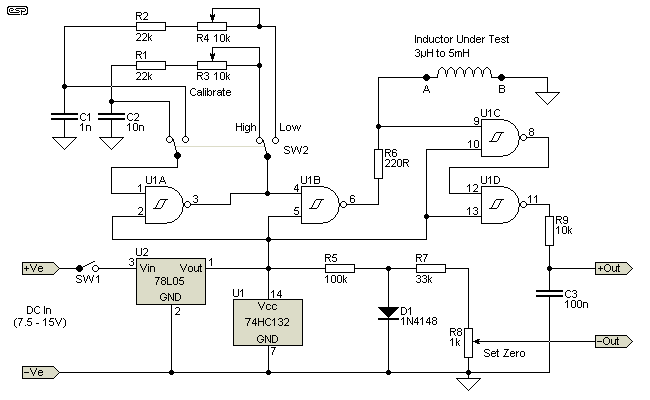 esp
R2
22k
R4 10k
R1
22k
R3 10k
Calibrate
C1
1n
C2
10n
High
Low
SW2
Inductor Under Test
3µH to 5mH
A
B
R6
220R
U1C
9
10
8
U1A
1
2
3
U1B
4
5
6
U1D
12
13
11
R9
10k
+Ve
SW1
U2
3
Vin
Vout
1
78L05
GND
2
R5
100k
R7
33k
+Out
C3
100n
DC In
(7.5 - 15V)
U1
14
Vcc
74HC132
GND
7
D1
1N4148
R8
1k
Set Zero
–Out
–Ve